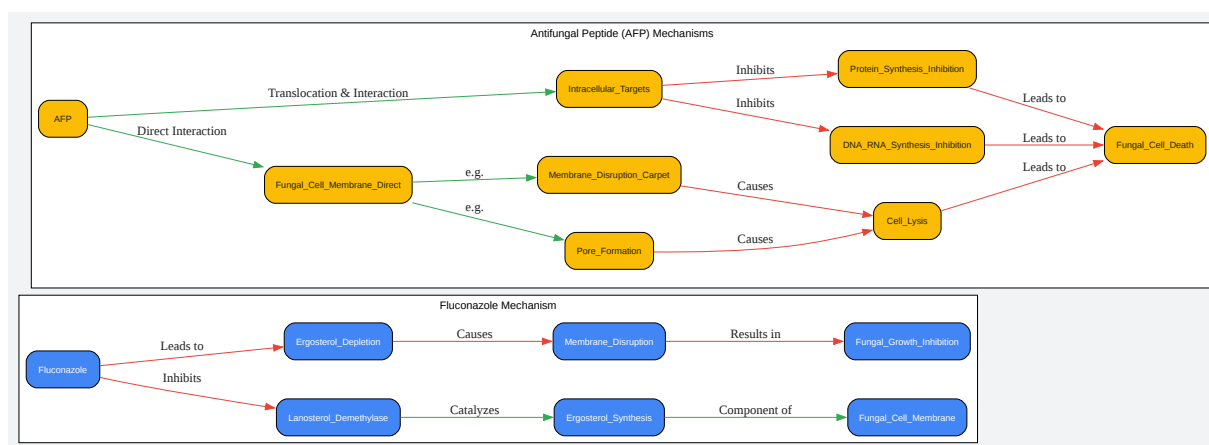 Antifungal Peptide (AFP) Mechanisms
AFP
Translocation & Interaction
Direct Interaction
Intracellular_Targets
Inhibits
Inhibits
Protein_Synthesis_Inhibition
DNA_RNA_Synthesis_Inhibition
Leads to
Leads to
Leads to
Fungal_Cell_Death
Fungal_Cell_Membrane_Direct
e.g.
e.g.
Membrane_Disruption_Carpet
Pore_Formation
Causes
Causes
Cell_Lysis
Fluconazole Mechanism
Fluconazole
Leads to
Inhibits
Ergosterol_Depletion
Causes
Membrane_Disruption
Results in
Fungal_Growth_Inhibition
Lanosterol_Demethylase
Catalyzes
Ergosterol_Synthesis
Component of
Fungal_Cell_Membrane